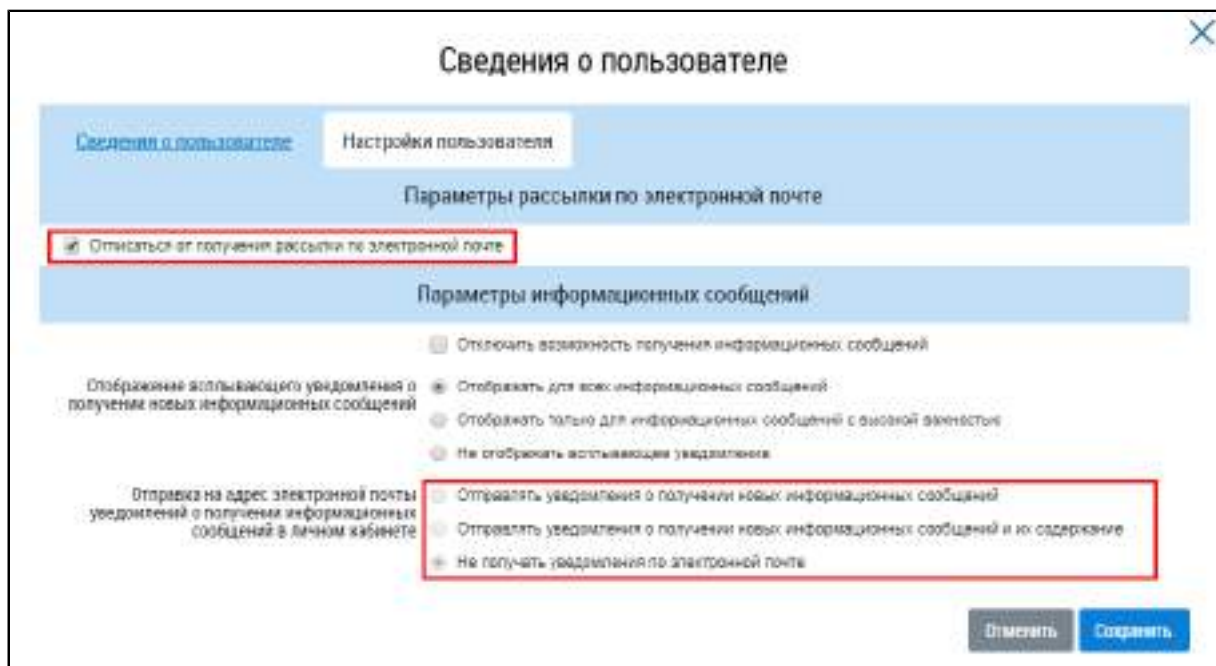 Сведения о пользователе
Сведения о пользователе
Настройки пользователя
Параметры рассылки по электронной почте
Отписаться от получения рассылки по электронной почте
Параметры информационных сообщений
Отключить возможность получения информационных сообщений
Отображение всплывающего уведомления о
получении новых информационных сообщений
Отображать для всех информационных сообщений
Отображать только для информационных сообщений с высокой важностью
Не отображать всплывающее уведомление
Отправка на адрес электронной почты
уведомлений о получении информационных
сообщений в личном кабинете
Отправлять уведомления о получении новых информационных сообщений
Отправлять уведомления о получении новых информационных сообщений и их содержание
Не получать уведомления по электронной почте
Отменить
Сохранить